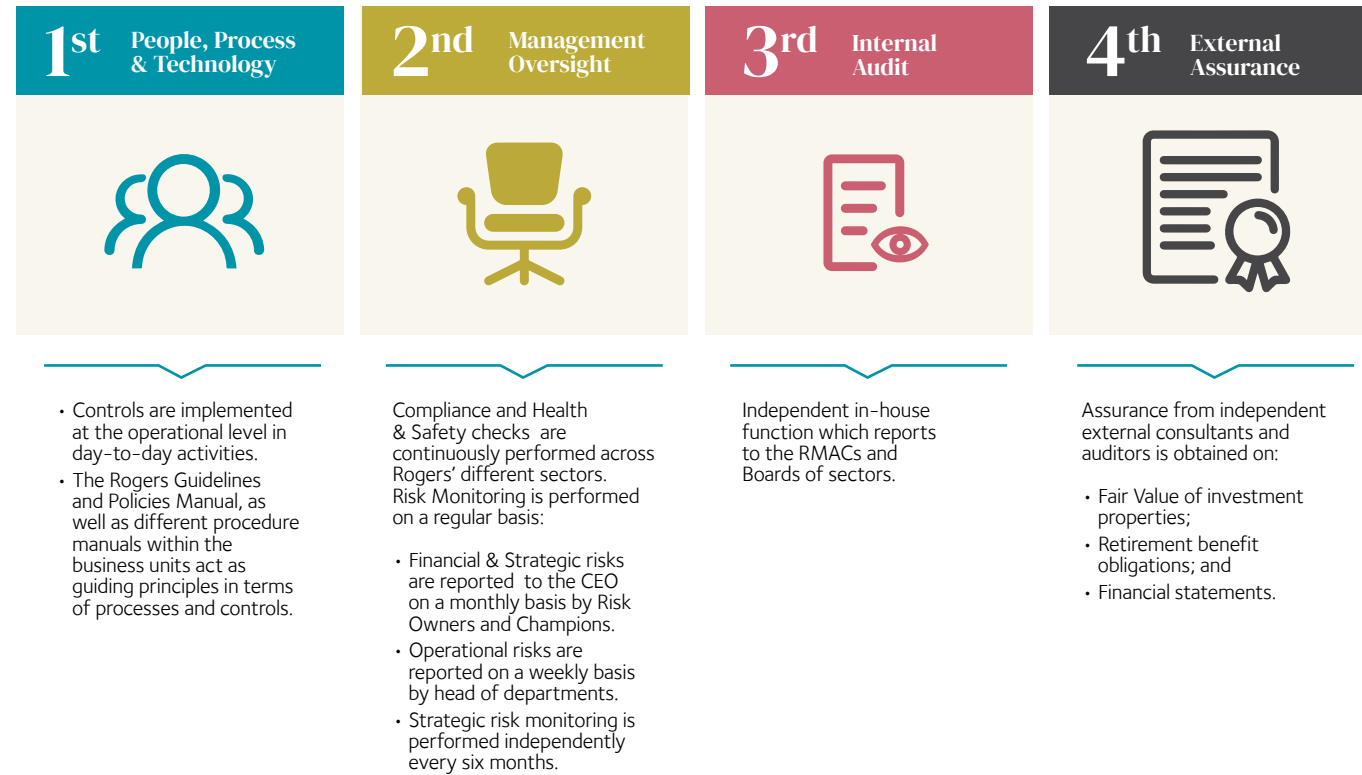 1st People, Process
& Technology
• Controls are implemented
at the operational level in
day-to-day activities.
• The Rogers Guidelines
and Policies Manual, as
well as different procedure
manuals within the
business units act as
guiding principles in terms
of processes and controls.
2nd Management
Oversight
Compliance and Health
& Safety checks are
continuously performed across
Rogers' different sectors.
Risk Monitoring is performed
on a regular basis:
• Financial & Strategic risks
are reported to the CEO
on a monthly basis by Risk
Owners and Champions.
• Operational risks are
reported on a weekly basis
by head of departments.
• Strategic risk monitoring is
performed independently
every six months.
3rd Internal
Audit
Independent in-house
function which reports
to the RMACs and
Boards of sectors.
4th External
Assurance
Assurance from independent
external consultants and
auditors is obtained on:
• Fair Value of investment
properties;
• Retirement benefit
obligations; and
• Financial statements.